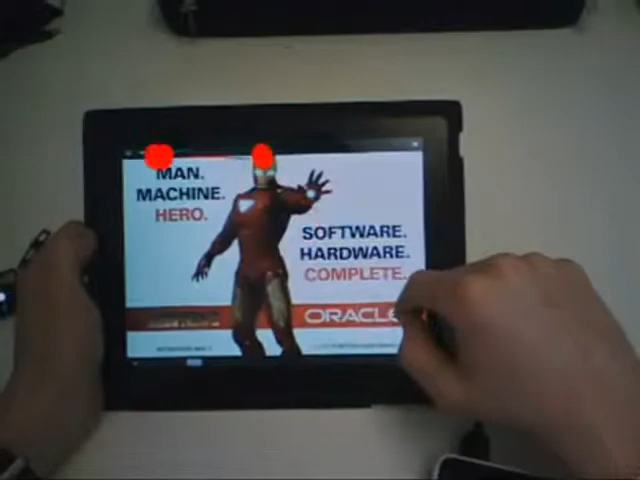 MAN.
MACHINE.
HERO.
SOFTWARE.
HARDWARE.
COMPLETE.
ORACLE